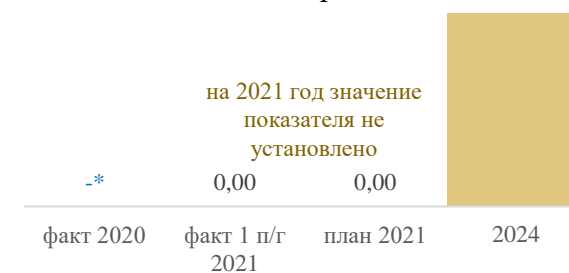 на 2021 год значение
показателя не
установлено
-*
0,00
0,00
факт 2020
факт 1 п/г
2021
план 2021
2024